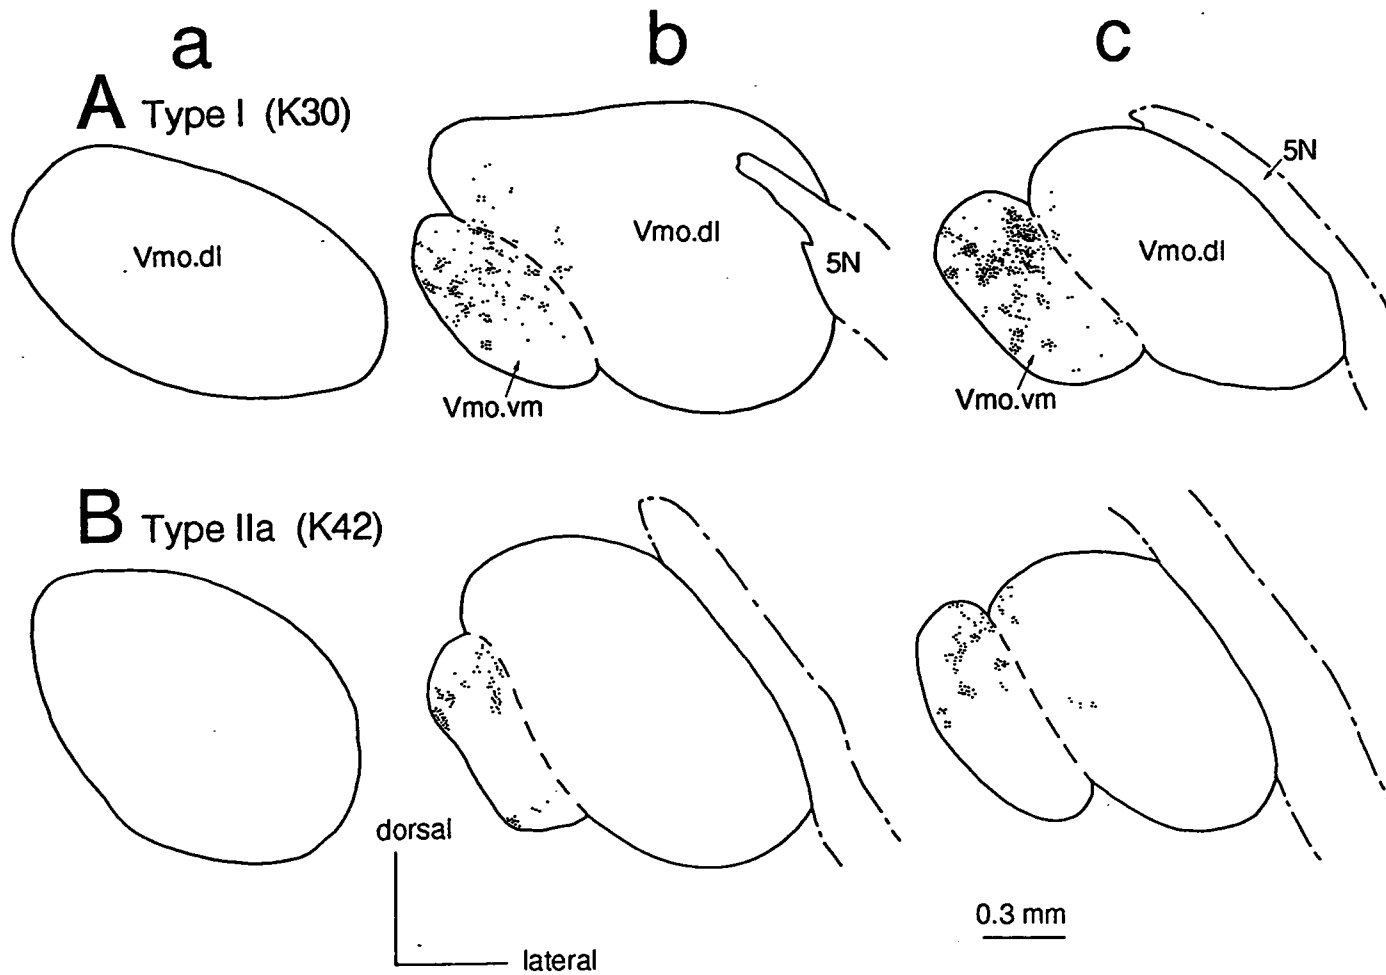 a b c
A Type I (K30)
Vmo.dl
Vmo.dl
5N
Vmo.vm
5N
Vmo.dl
Vmo.vm
B Type IIa (K42)
dorsal
lateral
0.3 mm